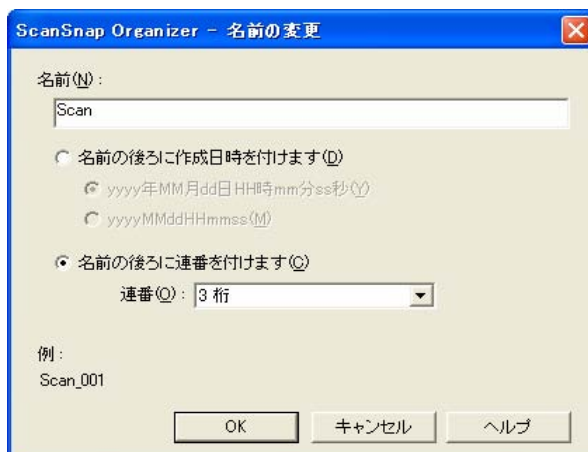 ScanSnap Organizer - 名前の変更
名前(N):
Scan
名前の後ろに作成日時を付けます(D)
yyyy年MM月dd日HH時mm分ss秒(Y)
yyyyMMddHHmmss(M)
名前の後ろに連番を付けます(C)
連番(O): 3 桁
例:
Scan_001
OK キャンセル ヘルプ